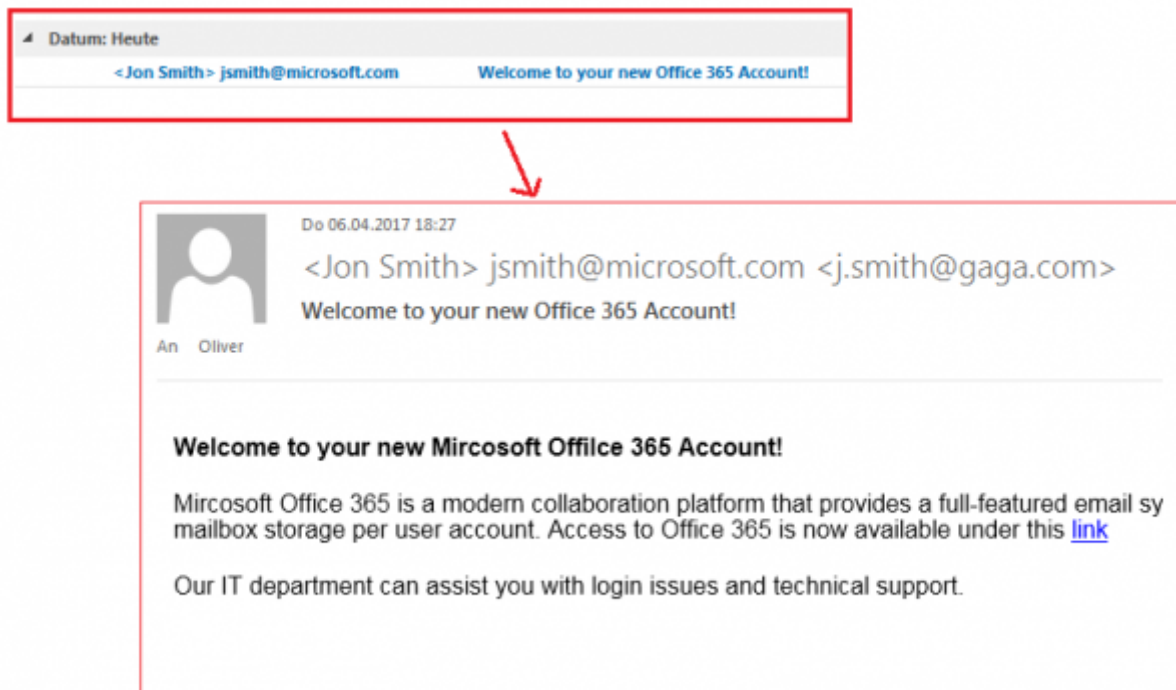 Datum: Heute
<Jon Smith> jsmith@microsoft.com Welcome to your new Office 365 Account!
Do 06.04.2017 18:27
<Jon Smith> jsmith@microsoft.com <j.smith@gaga.com>
Welcome to your new Office 365 Account!
An Oliver
Welcome to your new Mircosoft Offilce 365 Account!
Mircosoft Office 365 is a modern collaboration platform that provides a full-featured email sy
mailbox storage per user account. Access to Office 365 is now available under this link
Our IT department can assist you with login issues and technical support.